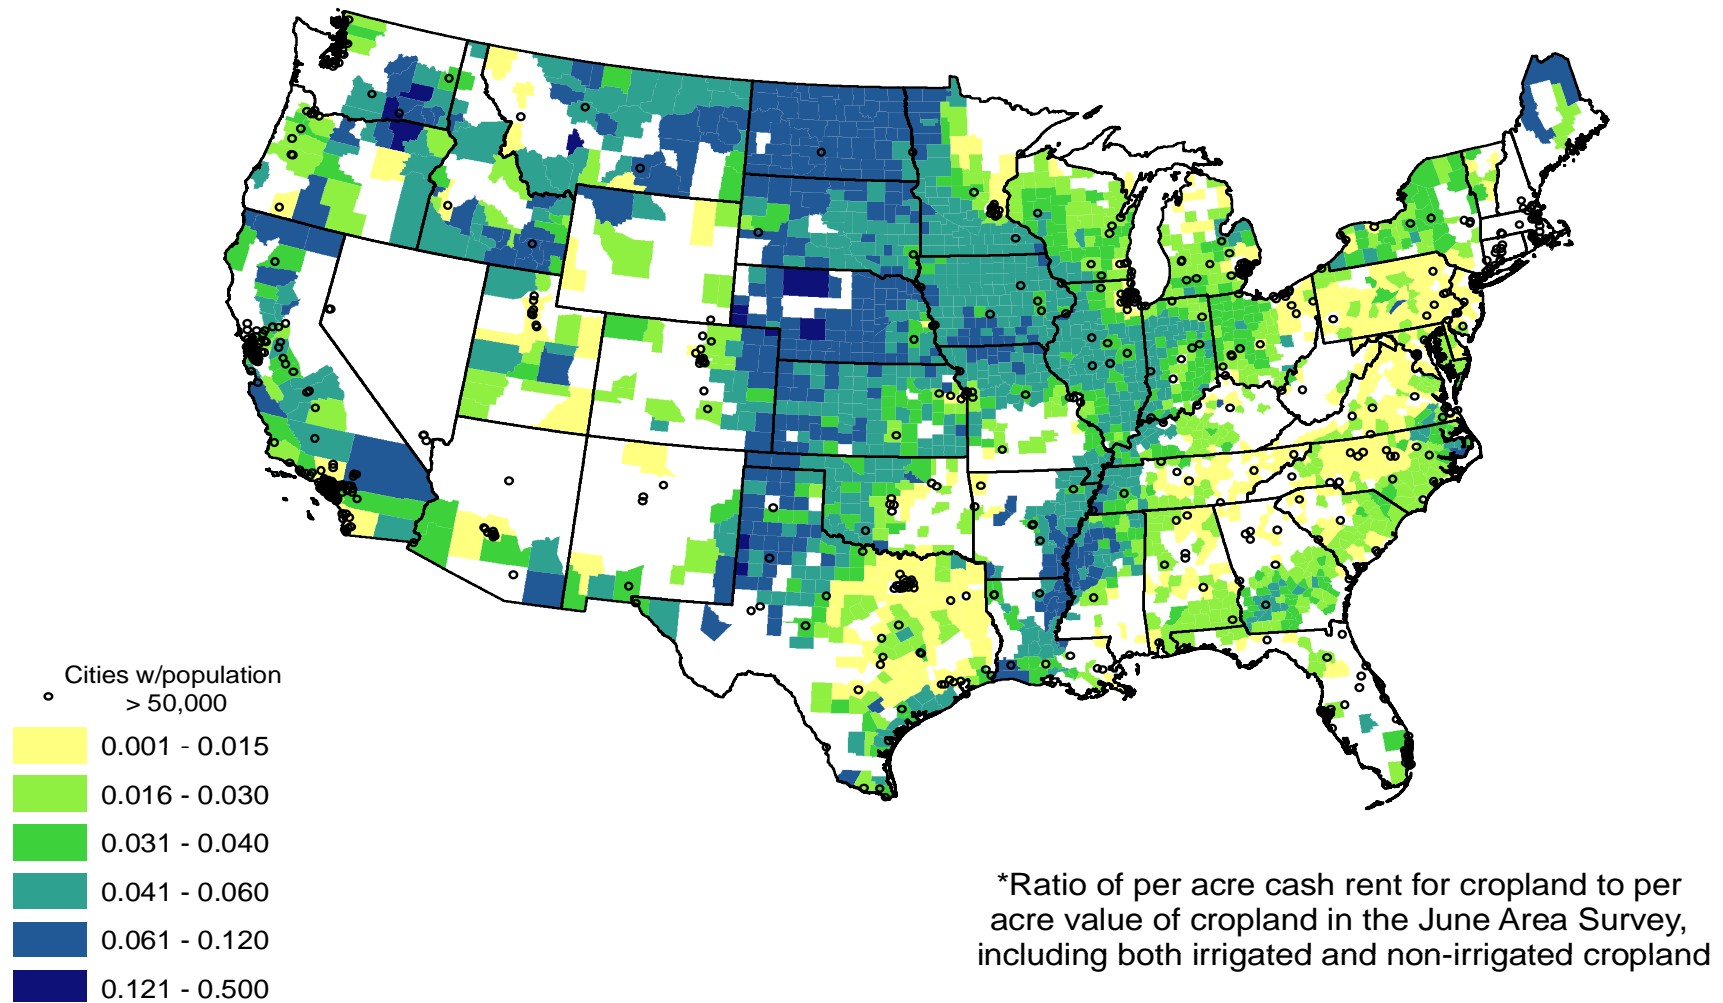 Cities w/population
> 50,000
0.001 - 0.015
0.016 - 0.030
0.031 - 0.040
0.041 - 0.060
0.061 - 0.120
0.121 - 0.500
*Ratio of per acre cash rent for cropland to per
acre value of cropland in the June Area Survey,
including both irrigated and non-irrigated cropland